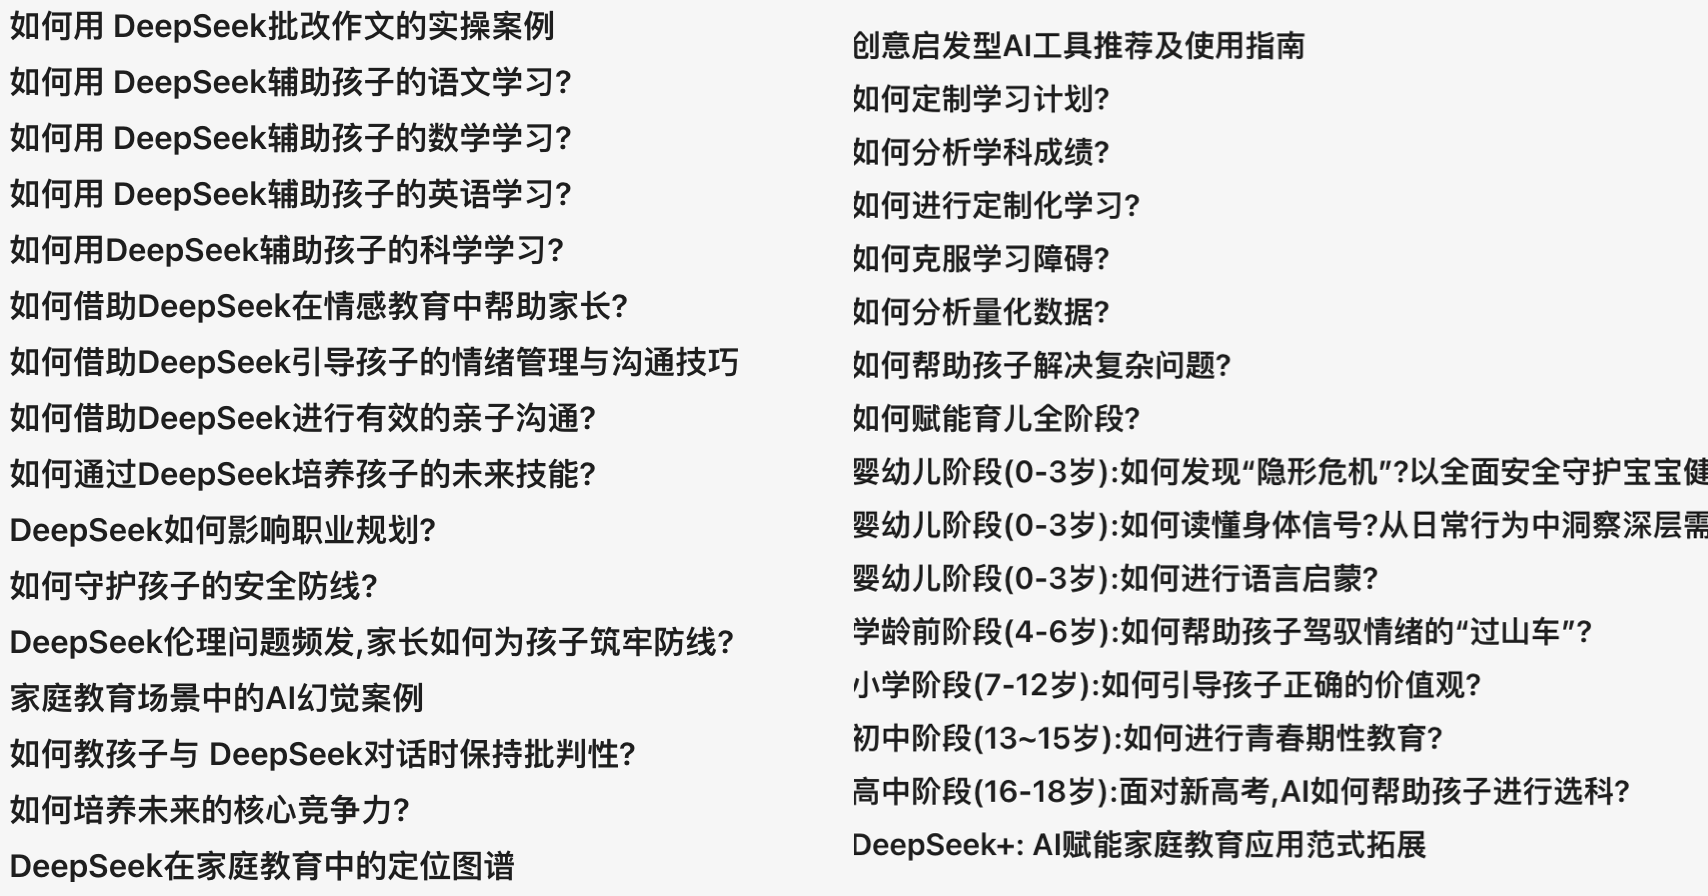 如何用 DeepSeek批改作文的实操案例
如何用 DeepSeek辅助孩子的语文学习?
如何用 DeepSeek辅助孩子的数学学习?
如何用 DeepSeek辅助孩子的英语学习?
如何用DeepSeek辅助孩子的科学学习?
如何借助DeepSeek在情感教育中帮助家长?
如何借助DeepSeek引导孩子的情绪管理与沟通技巧
如何借助DeepSeek进行有效的亲子沟通?
如何通过DeepSeek培养孩子的未来技能?
DeepSeek如何影响职业规划?
如何守护孩子的安全防线?
DeepSeek伦理问题频发,家长如何为孩子筑牢防线?
家庭教育场景中的AI幻觉案例
如何教孩子与 DeepSeek对话时保持批判性?
如何培养未来的核心竞争力?
DeepSeek在家庭教育中的定位图谱
创意启发型AI工具推荐及使用指南
如何定制学习计划?
如何分析学科成绩?
如何进行定制化学习?
如何克服学习障碍?
如何分析量化数据?
如何帮助孩子解决复杂问题?
如何赋能育儿全阶段?
婴幼儿阶段(0-3岁):如何发现“隐形危机”?以全面安全守护宝宝健
婴幼儿阶段(0-3岁):如何读懂身体信号?从日常行为中洞察深层需
婴幼儿阶段(0-3岁):如何进行语言启蒙?
学龄前阶段(4-6岁):如何帮助孩子驾驭情绪的“过山车”?
小学阶段(7-12岁):如何引导孩子正确的价值观?
初中阶段(13~15岁):如何进行青春期性教育?
高中阶段(16-18岁):面对新高考,AI如何帮助孩子进行选科?
DeepSeek+: AI赋能家庭教育应用范式拓展